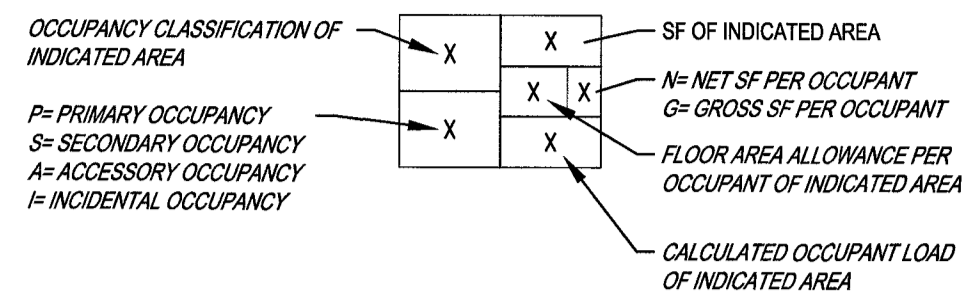 OCCUPANCY CLASSIFICATION OF
INDICATED AREA
P= PRIMARY OCCUPANCY
S= SECONDARY OCCUPANCY
A= ACCESSORY OCCUPANCY
I= INCIDENTAL OCCUPANCY
X
X
X
X X
X
SF OF INDICATED AREA
N= NET SF PER OCCUPANT
G= GROSS SF PER OCCUPANT
FLOOR AREA ALLOWANCE PER
OCCUPANT OF INDICATED AREA
CALCULATED OCCUPANT LOAD
OF INDICATED AREA